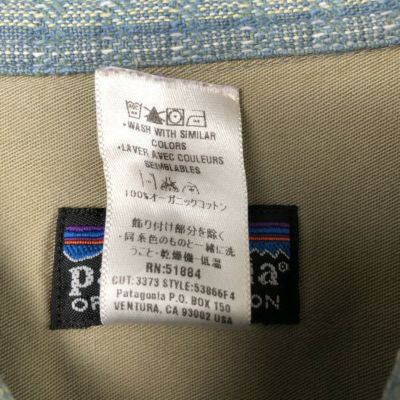 •WASH WITH SIMILAR
COLORS
•LAVER AVEC COULEURS
SEMBLABLES
100%オーガニックコットン
飾り付け部分を除く
・同系色のものと一緒に洗
うこと・乾燥機・低温
RN:51884
CUT:3373 STYLE:53866F4
Patagonia P.O. BOX 150
VENTURA, CA 93002 USA